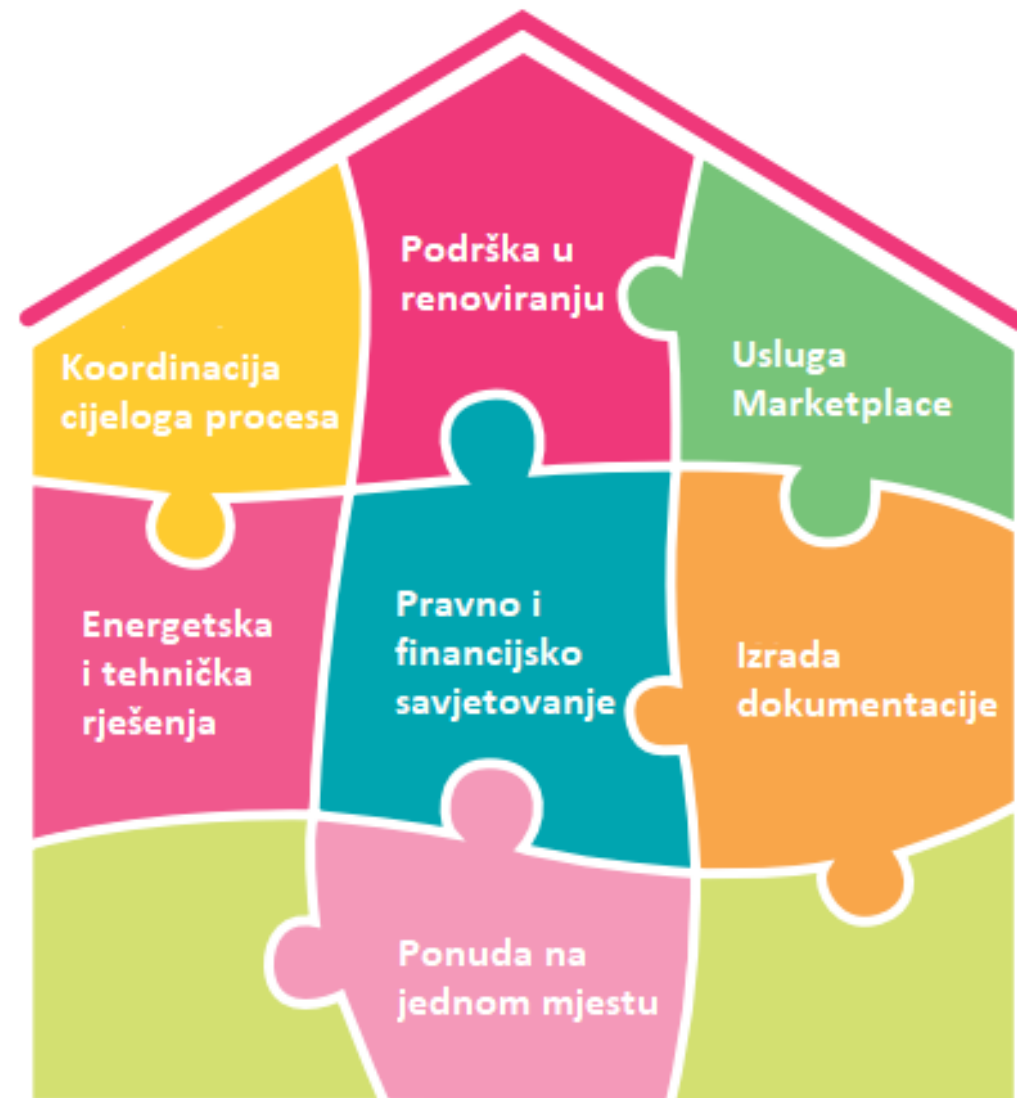 Podrška u
renoviranju
Koordinacija
cijeloga procesa
Usluga
Marketplace
Energetska
i tehnička
rješenja
Pravno i
financijsko
savjetovanje
Izrada
dokumentacije
Ponuda na
jednom mjestu